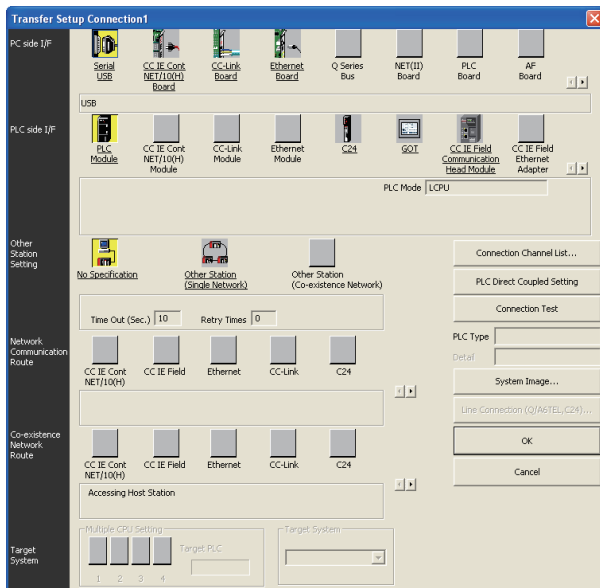 Transfer Setup Connection1
PC side I/F
Serial USB
CC IE Cont NET/10(H) Board
CC-Link Board
Ethernet Board
Q Series Bus
NET(II) Board
PLC Board
AF Board
USB
PLC side I/F
PLC Module
CC IE Cont NET/10(H) Module
CC-Link Module
Ethernet Module
C24
GOT
CC IE Field Communication Head Module
CC IE Field Ethernet Adapter
PLC Mode LCPU
Other Station Setting
No Specification
Other Station (Single Network)
Other Station (Co-existence Network)
Time Out (Sec.) 10 Retry Times 0
Connection Channel List...
PLC Direct Coupled Setting
Connection Test
PLC Type
Detail
System Image...
Line Connection (Q/A6TEL,C24)...
OK
Cancel
Network Communication Route
CC IE Cont NET/10(H)
CC IE Field
Ethernet
CC-Link
C24
Co-existence Network Route
CC IE Cont NET/10(H)
CC IE Field
Ethernet
CC-Link
C24
Accessing Host Station
Target System
Multiple CPU Setting
1 2 3 4
Target PLC
Target System